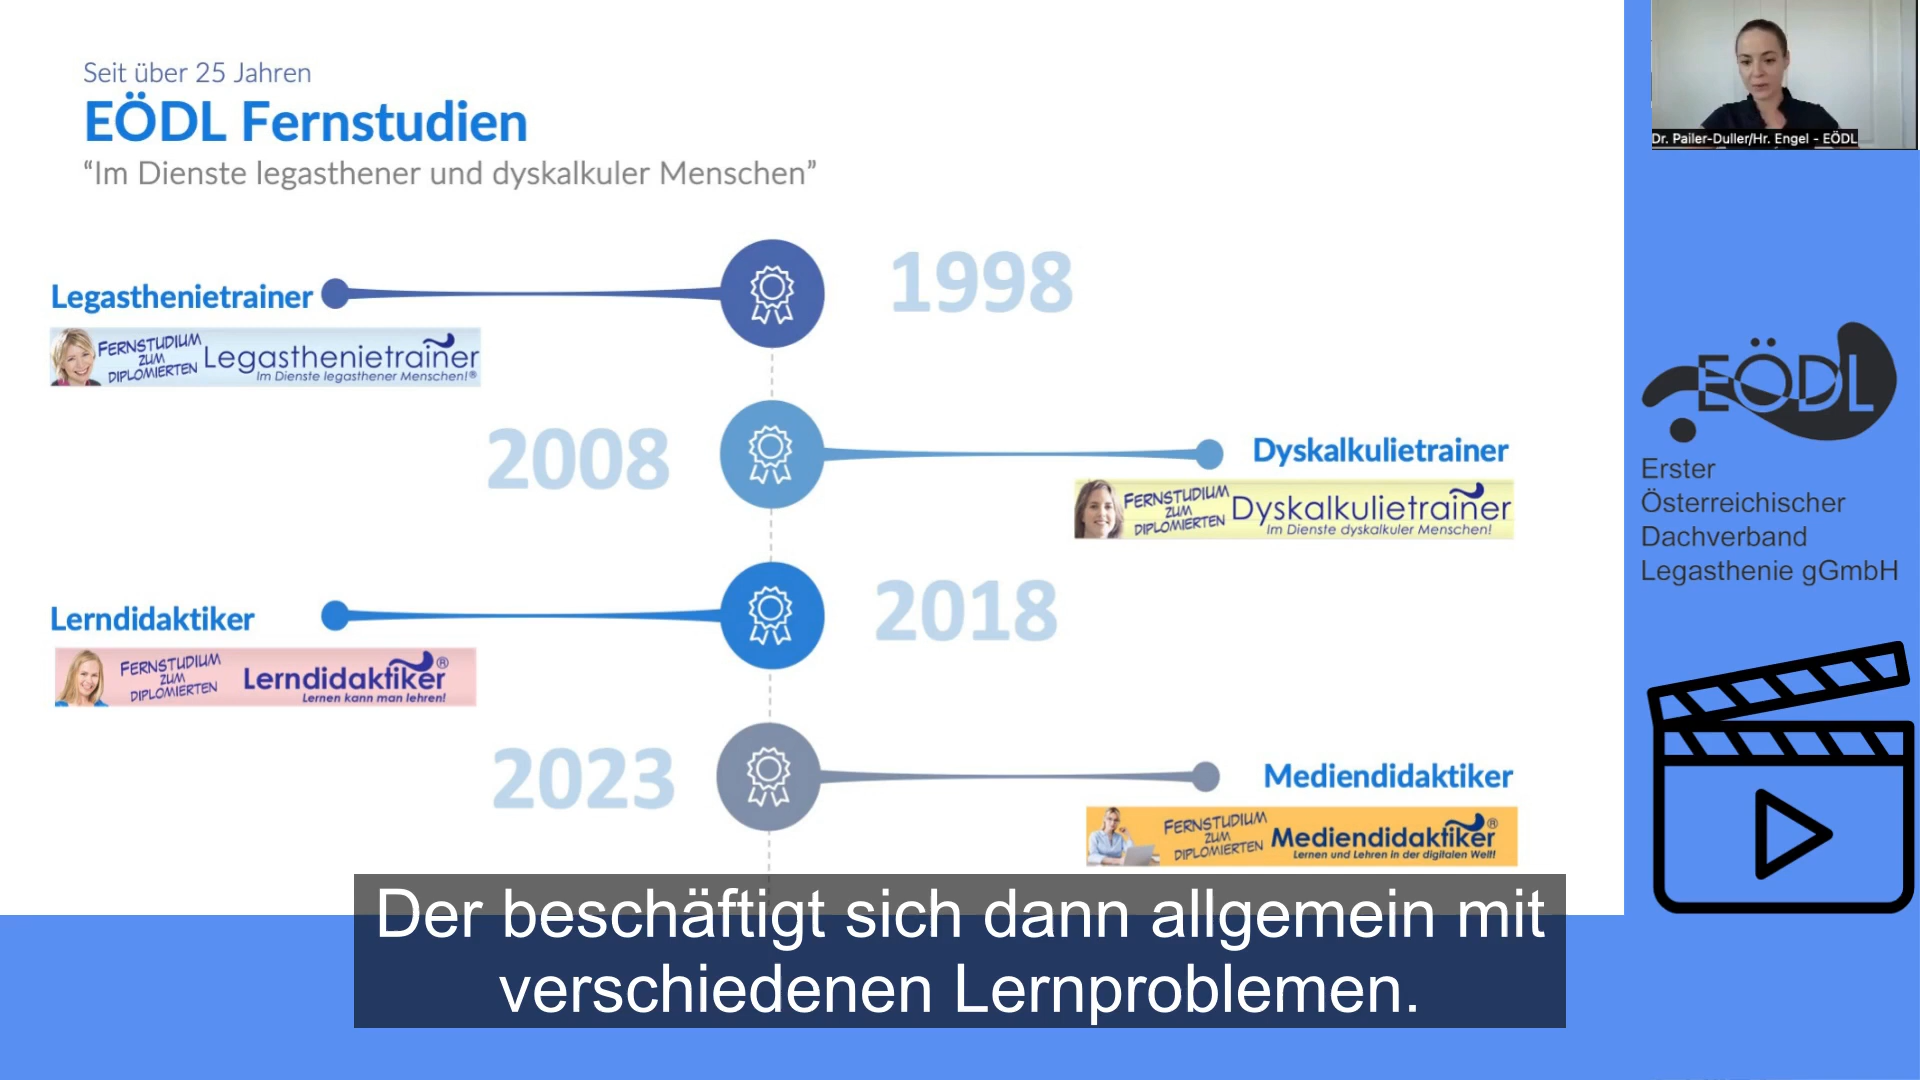 Seit über 25 Jahren
EÖDL Fernstudien
“Im Dienste legasthener und dyskalkuler Menschen”
Dr. Pailer-Duller/Hr. Engel - EÖDL
1998
Legasthenietrainer
FERNSTUDIUM
ZUM
DIPLOMIERTEN
Legasthenietrainer
Im Dienste legasthener Menschen!®
2008
Dyskalkulietrainer
FERNSTUDIUM
ZUM
DIPLOMIERTEN
Dyskalkulietrainer
Im Dienste dyskalkuler Menschen!
2018
Lerndidaktiker
FERNSTUDIUM
ZUM
DIPLOMIERTEN
Lerndidaktiker®
Lernen kann man lehren!
2023
Mediendidaktiker
FERNSTUDIUM
ZUM
DIPLOMIERTEN
Mediendidaktiker®
Lernen und Lehren in der digitalen Welt!
EÖDL
Erster
Österreichischer
Dachverband
Legasthenie gGmbH
Der beschäftigt sich dann allgemein mit
verschiedenen Lernproblemen.